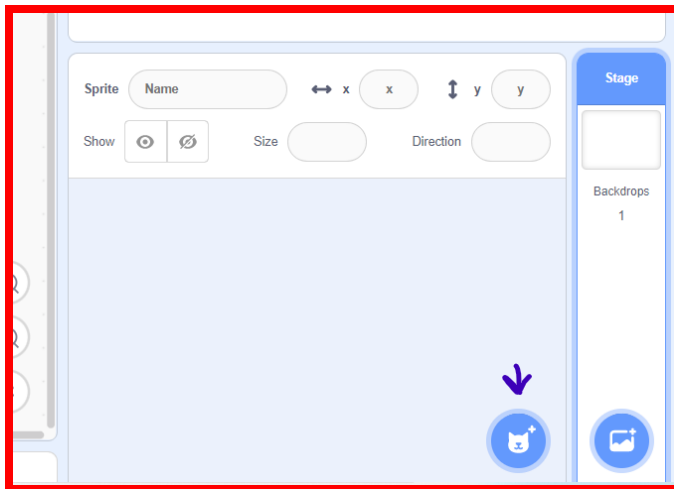 Sprite Name x x y y
Show Size Direction
Stage
Backdrops
1